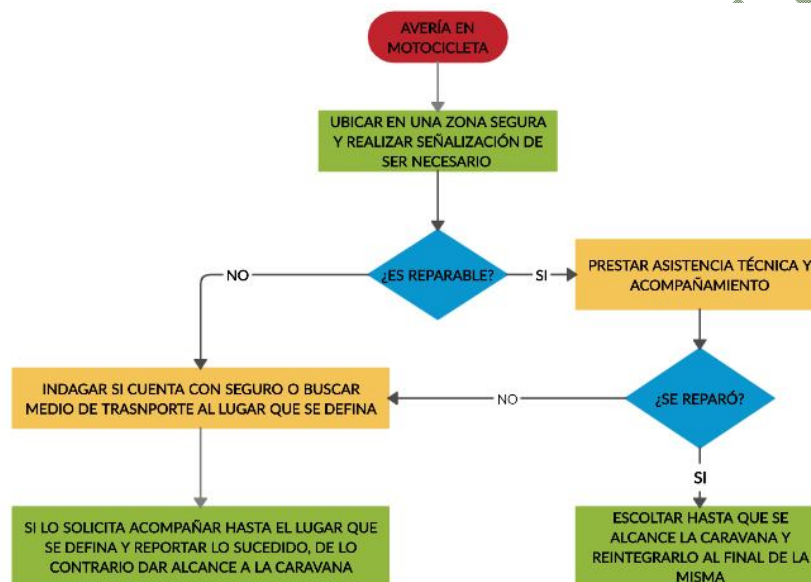 AVERÍA EN
MOTOCICLETA
UBICAR EN UNA ZONA SEGURA
Y REALIZAR SEÑALIZACIÓN DE
SER NECESARIO
¿ES REPARABLE?
NO
SI
PRESTAR ASISTENCIA TÉCNICA Y
ACOMPAÑAMIENTO
INDAGAR SI CUENTA CON SEGURO O BUSCAR
MEDIO DE TRASNPORTE AL LUGAR QUE SE DEFINA
NO
¿SE REPARÓ?
SI
SI LO SOLICITA ACOMPAÑAR HASTA EL LUGAR QUE
SE DEFINA Y REPORTAR LO SUCEDIDO, DE LO
CONTRARIO DAR ALCANCE A LA CARAVANA
ESCOLTAR HASTA QUE SE
ALCANCE LA CARAVANA Y
REINTEGRARLO AL FINAL DE LA
MISMA